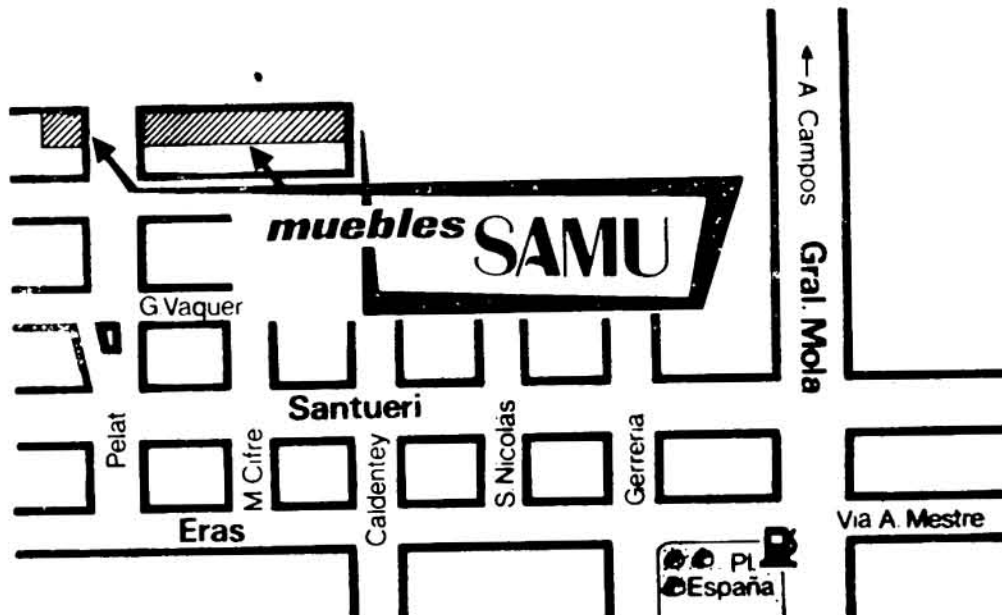 ← A Campos
Gral. Mola
muebles SAMU
G. Vaquer
Santueri
Pelat
M Cifre
Caldentey
S. Nicolás
Gerreria
Eras
Via A. Mestre
Pl.
España